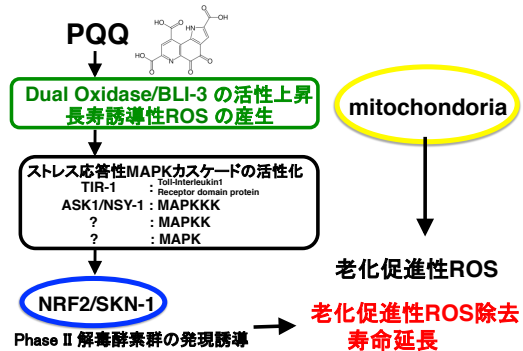 PQQ
HO
O
O
OH
HN
HO
O
N
O
O
Dual Oxidase/BLI-3 の活性上昇
長寿誘導性ROS の産生
mitochondoria
ストレス応答性MAPKカスケードの活性化
TIR-1 : Toll-Interleukin1
Receptor domain protein
ASK1/NSY-1 : MAPKKK
? : MAPKK
? : MAPK
老化促進性ROS
NRF2/SKN-1
老化促進性ROS除去
寿命延長
Phase II 解毒酵素群の発現誘導